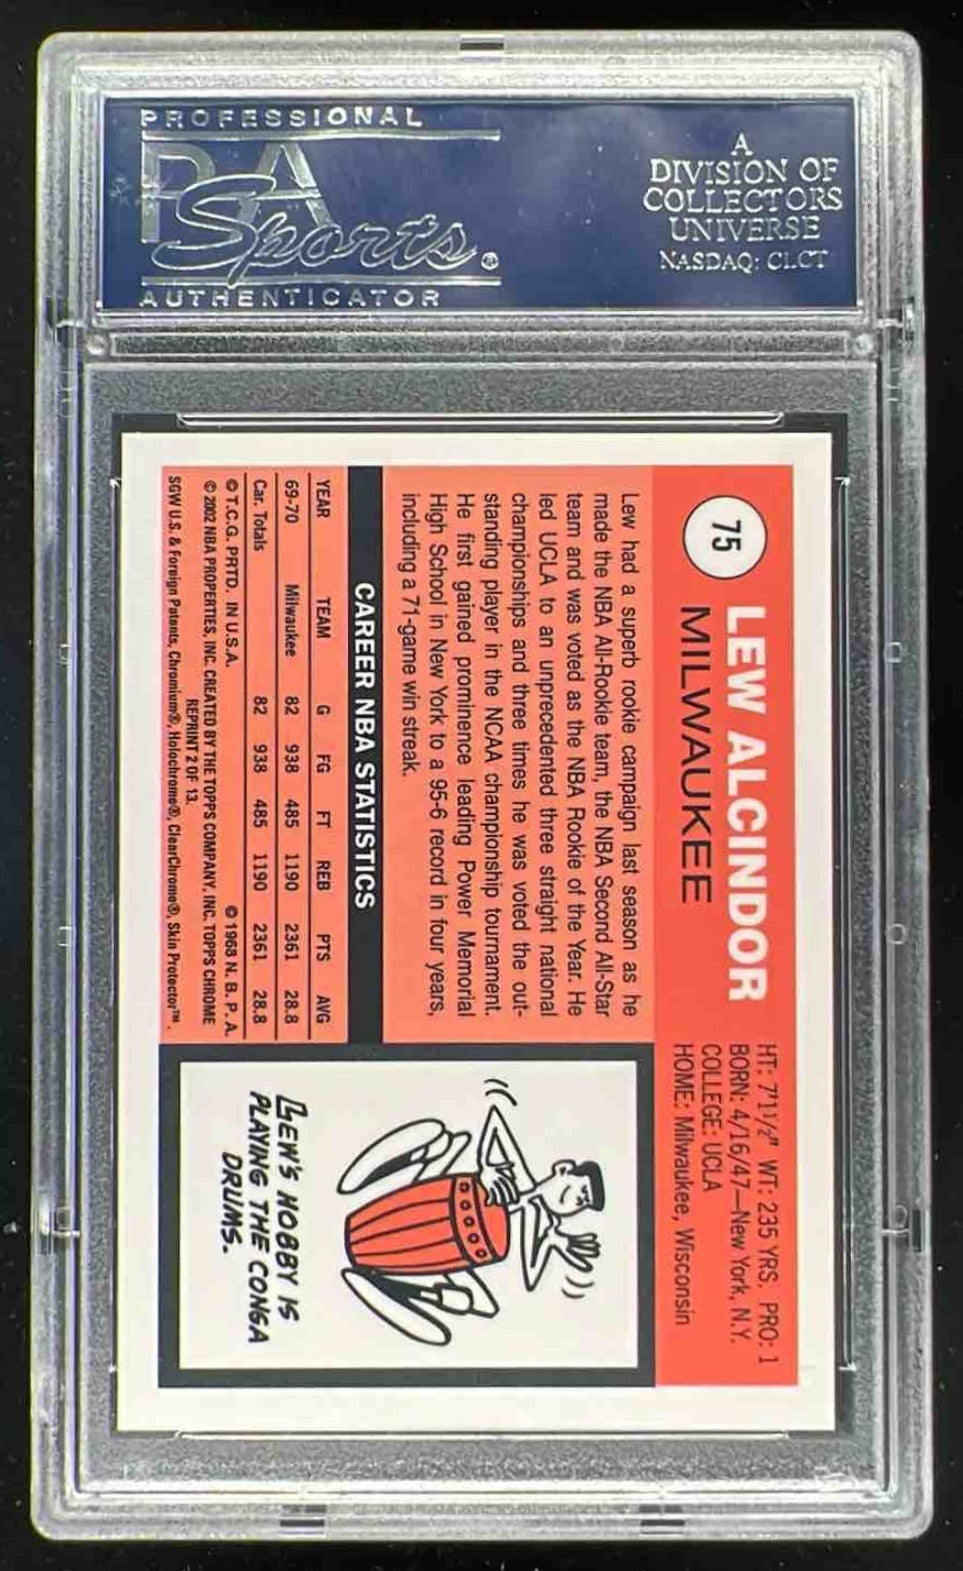 PROFESSIONAL
PSA
Sports®
AUTHENTICATOR
A
DIVISION OF
COLLECTORS
UNIVERSE
NASDAQ: CLCT
75
LEW ALCINDOR
MILWAUKEE
HT: 7'1½" WT: 235 YRS. PRO: 1
BORN: 4/16/47—New York, N.Y.
COLLEGE: UCLA
HOME: Milwaukee, Wisconsin
Lew had a superb rookie campaign last season as he
made the NBA All-Rookie team, the NBA Second All-Star
team and was voted as the NBA Rookie of the Year. He
led UCLA to an unprecedented three straight national
championships and three times he was voted the out-
standing player in the NCAA championship tournament.
He first gained prominence leading Power Memorial
High School in New York to a 95-6 record in four years,
including a 71-game win streak.
CAREER NBA STATISTICS
YEAR TEAM G FG FT REB PTS AVG
69-70 Milwaukee 82 938 485 1190 2361 28.8
Car. Totals 82 938 485 1190 2361 28.8
© T.C.G. PRTD. IN U.S.A. © 1968 N. B. P. A.
© 2002 NBA PROPERTIES, INC. CREATED BY THE TOPPS COMPANY, INC. TOPPS CHROME
REPRINT 2 OF 13.
SGW U.S. & Foreign Patents, Chromium®, Holochrome®, ClearChrome®, Skin Protector™.
LEW'S HOBBY IS
PLAYING THE CONGA
DRUMS.